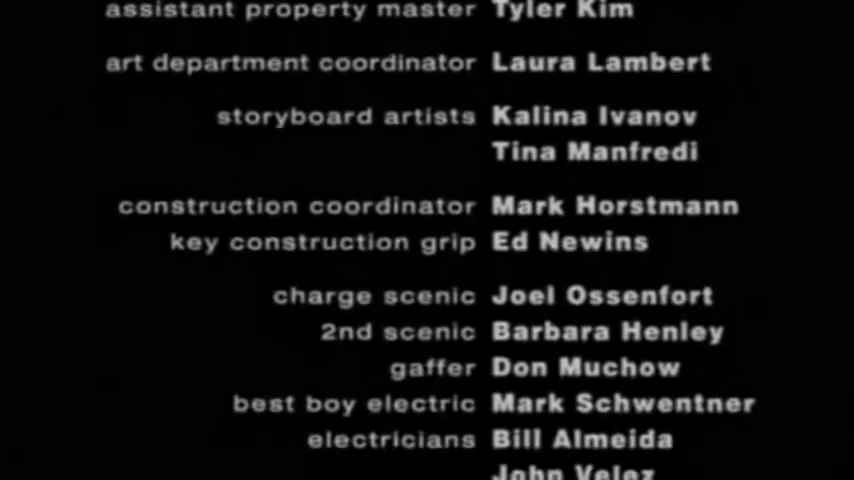 assistant property master Tyler Kim
art department coordinator Laura Lambert
storyboard artists Kalina Ivanov
Tina Manfredi
construction coordinator Mark Horstmann
key construction grip Ed Newins
charge scenic Joel Ossenfort
2nd scenic Barbara Henley
gaffer Don Muchow
best boy electric Mark Schwentner
electricians Bill Almeida
John Velez